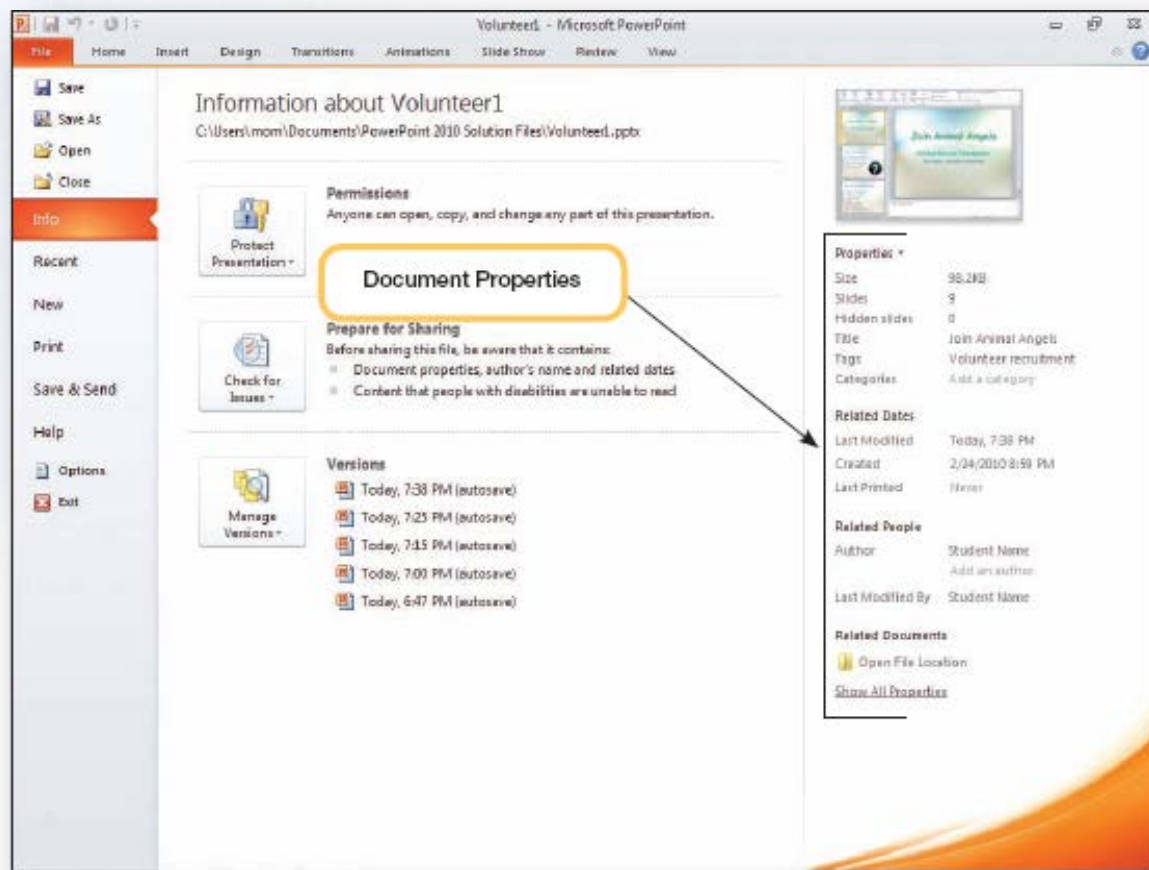 Volunteer1 - Microsoft PowerPoint
File Home Insert Design Transitions Animations Slide Show Review View
Save
Save As
Open
Close
Info
Recent
New
Print
Save & Send
Help
Options
Exit
Information about Volunteer1
C:\Users\mom\Documents\PowerPoint 2010 Solution Files\Volunteer1.pptx
Protect
Presentation
Permissions
Anyone can open, copy, and change any part of this presentation.
Document Properties
Check for
Issues
Prepare for Sharing
Before sharing this file, be aware that it contains:
Document properties, author's name and related dates
Content that people with disabilities are unable to read
Manage
Versions
Versions
Today, 7:38 PM (autosave)
Today, 7:25 PM (autosave)
Today, 7:15 PM (autosave)
Today, 7:00 PM (autosave)
Today, 6:47 PM (autosave)
Join Animal Angels
Properties
Size 98.2KB
Slides 9
Hidden slides 0
Title Join Animal Angels
Tags Volunteer recruitment
Categories Add a category
Related Dates
Last Modified Today, 7:38 PM
Created 2/24/2010 8:59 PM
Last Printed Never
Related People
Author Student Name
Add an author
Last Modified By Student Name
Related Documents
Open File Location
Show All Properties